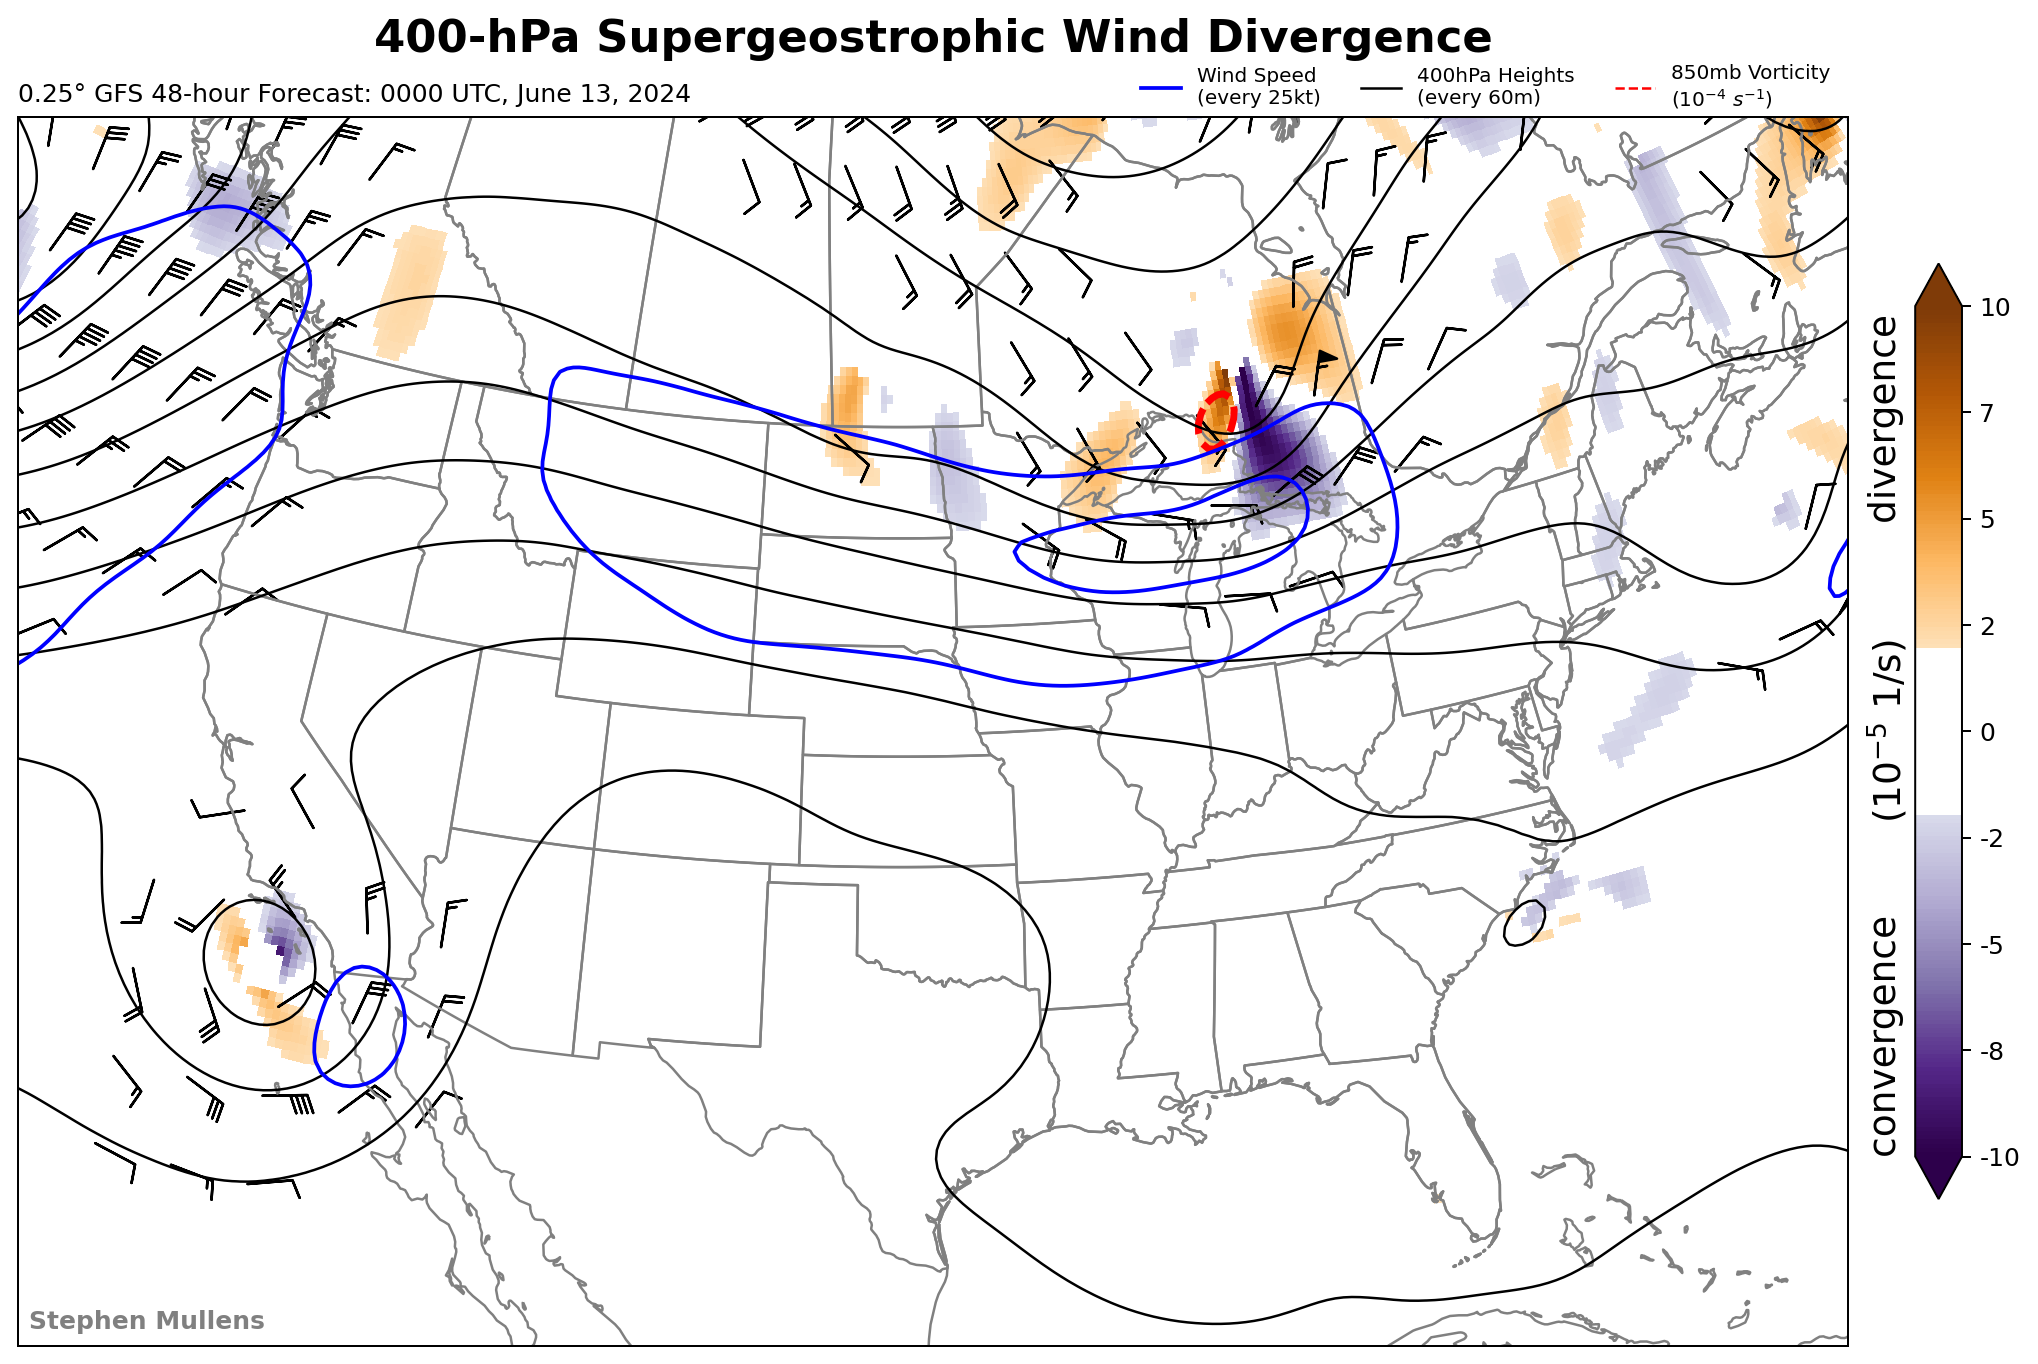 400-hPa Supergeostrophic Wind Divergence
0.25° GFS 48-hour Forecast: 0000 UTC, June 13, 2024
Wind Speed
(every 25kt)
400hPa Heights
(every 60m)
850mb Vorticity
(10⁻⁴ s⁻¹)
10
7
5
2
0
-2
-5
-8
-10
convergence (10⁻⁵ 1/s) divergence
Stephen Mullens